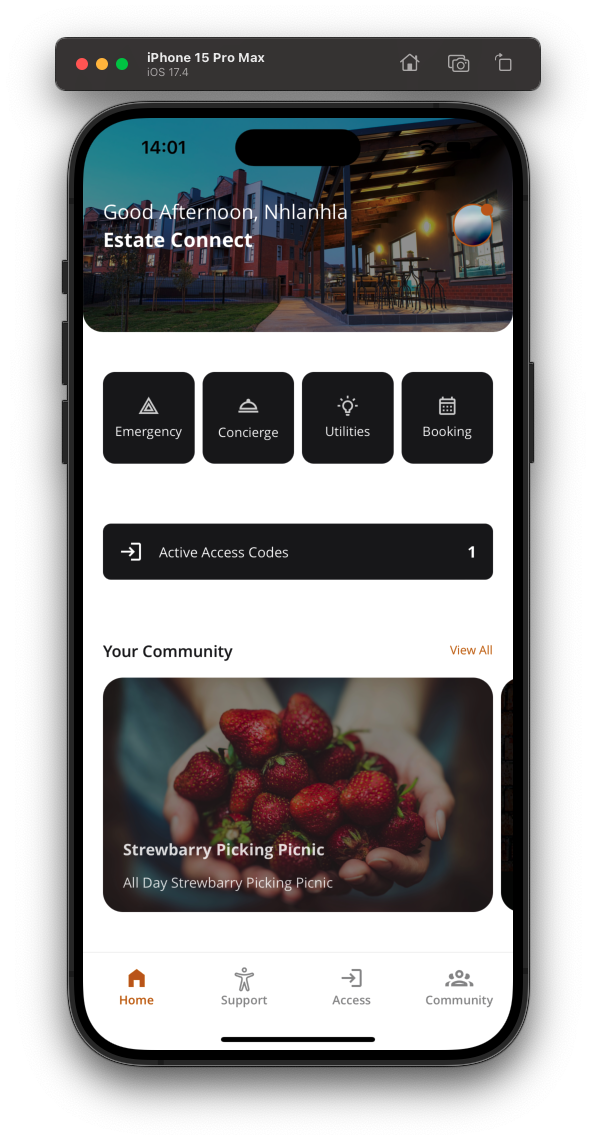 iPhone 15 Pro Max
iOS 17.4
14:01
Good Afternoon, Nhlanhla
Estate Connect
Emergency
Concierge
Utilities
Booking
Active Access Codes 1
Your Community View All
Strewbarry Picking Picnic
All Day Strewbarry Picking Picnic
Home
Support
Access
Community